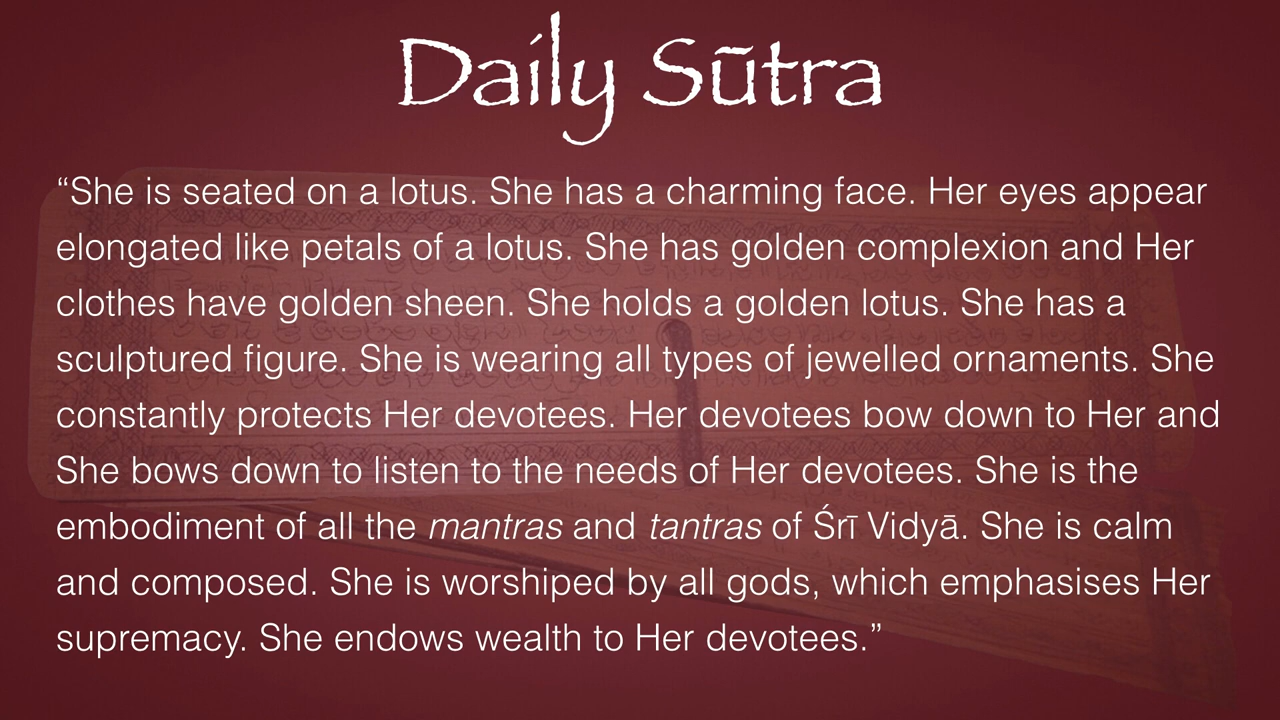 Daily Sūtra
“She is seated on a lotus. She has a charming face. Her eyes appear
elongated like petals of a lotus. She has golden complexion and Her
clothes have golden sheen. She holds a golden lotus. She has a
sculptured figure. She is wearing all types of jewelled ornaments. She
constantly protects Her devotees. Her devotees bow down to Her and
She bows down to listen to the needs of Her devotees. She is the
embodiment of all the mantras and tantras of Śrī Vidyā. She is calm
and composed. She is worshiped by all gods, which emphasises Her
supremacy. She endows wealth to Her devotees.”